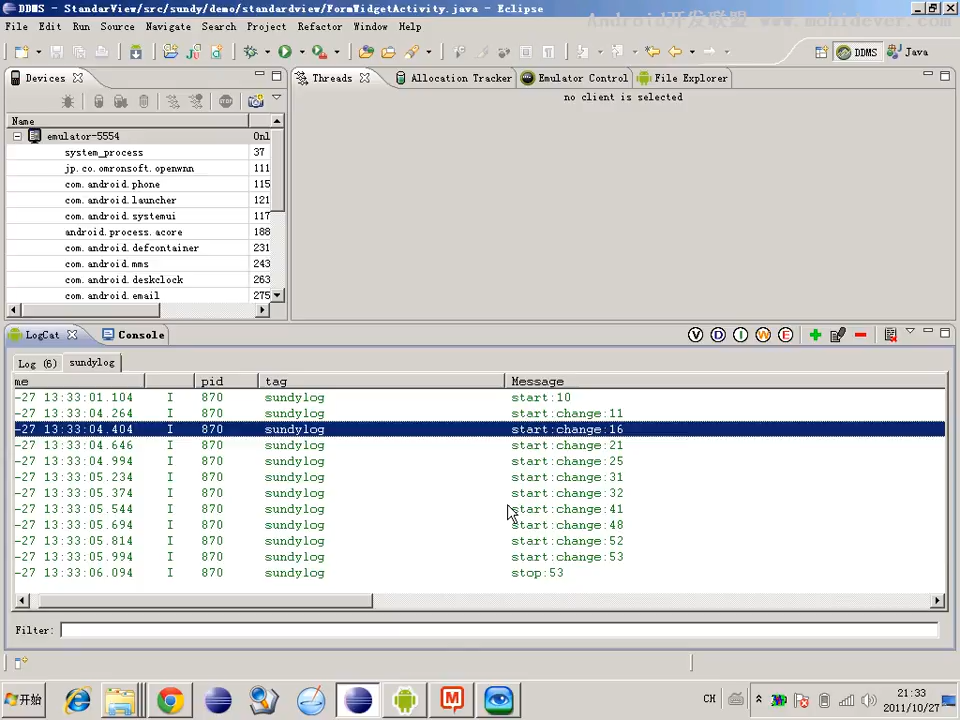 DDMS - StandarView/src/sundy/demo/standardview/FormWidgetActivity.java - Eclipse
Android开发联盟 www.mobidever.com
File Edit Run Source Navigate Search Project Refactor Window Help
DDMS Java
Devices Threads Allocation Tracker Emulator Control File Explorer
no client is selected
Name
emulator-5554 Onl
system_process 37
jp.co.omronsoft.openwnn 111
com.android.phone 115
com.android.launcher 121
com.android.systemui 117
android.process.acore 188
com.android.defcontainer 231
com.android.mms 243
com.android.deskclock 263
com.android.email 275
LogCat Console V D I W E
Log (6) sundylog
me pid tag Message
-27 13:33:01.104 I 870 sundylog start:10
-27 13:33:04.264 I 870 sundylog start:change:11
-27 13:33:04.404 I 870 sundylog start:change:16
-27 13:33:04.646 I 870 sundylog start:change:21
-27 13:33:04.994 I 870 sundylog start:change:25
-27 13:33:05.234 I 870 sundylog start:change:31
-27 13:33:05.374 I 870 sundylog start:change:32
-27 13:33:05.544 I 870 sundylog start:change:41
-27 13:33:05.694 I 870 sundylog start:change:48
-27 13:33:05.814 I 870 sundylog start:change:52
-27 13:33:05.994 I 870 sundylog start:change:53
-27 13:33:06.094 I 870 sundylog stop:53
Filter:
开始 CH 21:33
2011/10/27